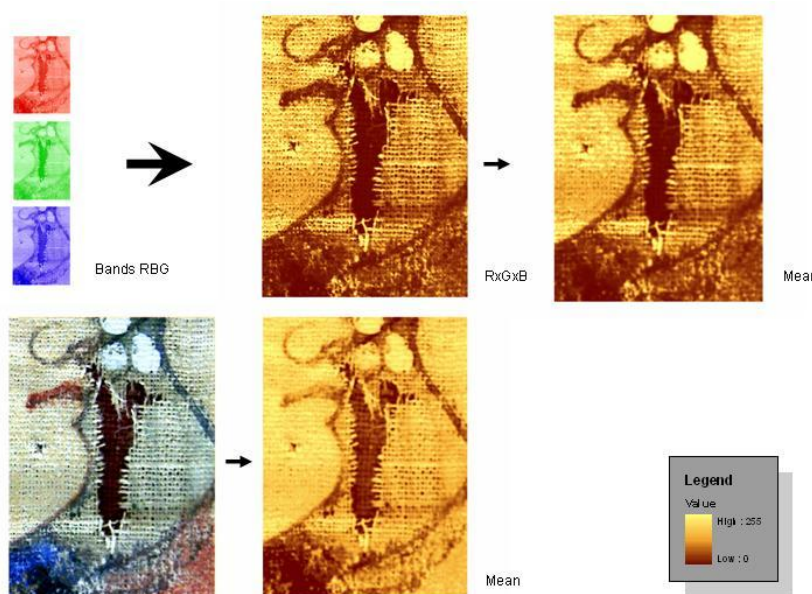 Bands RBG
RxGxB
Mean
Mean
Legend
Value
High : 255
Low : 0